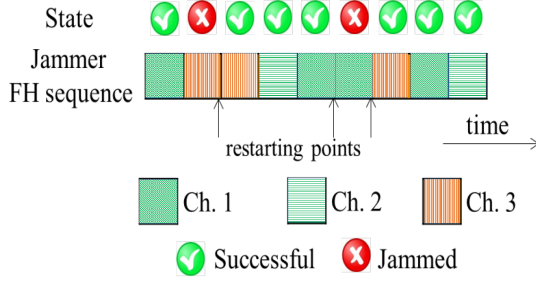 State
Jammer
FH sequence
restarting points
time
Ch. 1
Ch. 2
Ch. 3
Successful
Jammed